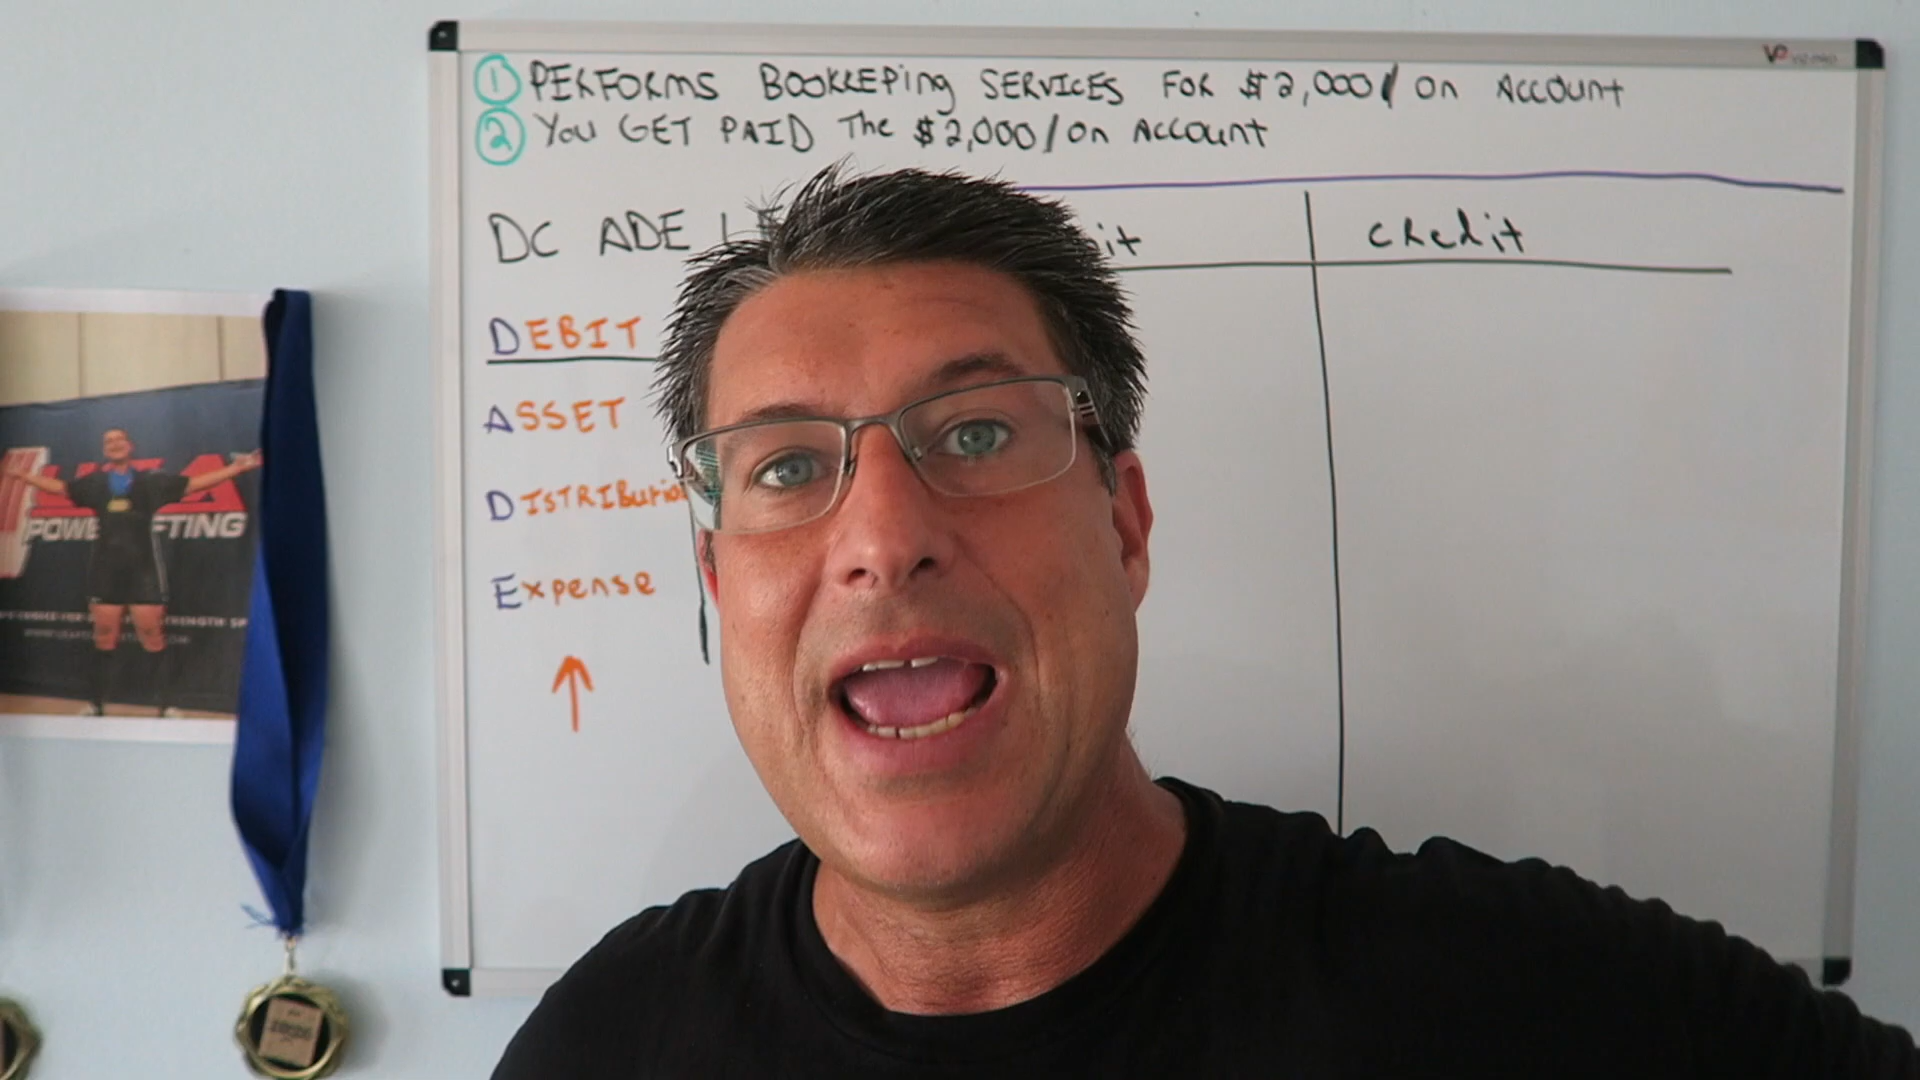 ① PERFORMS BOOKKEEPING SERVICES FOR $2,000/ ON ACCOUNT
② YOU GET PAID THE $2,000/ON ACCOUNT
DC ADE
Credit
DEBIT
ASSET
DISTRIBution
Expense